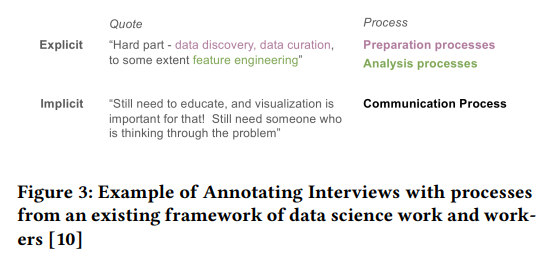 Quote Process
Explicit “Hard part - data discovery, data curation, Preparation processes
to some extent feature engineering” Analysis processes
Implicit “Still need to educate, and visualization is Communication Process
important for that! Still need someone who
is thinking through the problem”
Figure 3: Example of Annotating Interviews with processes
from an existing framework of data science work and work-
ers [10]